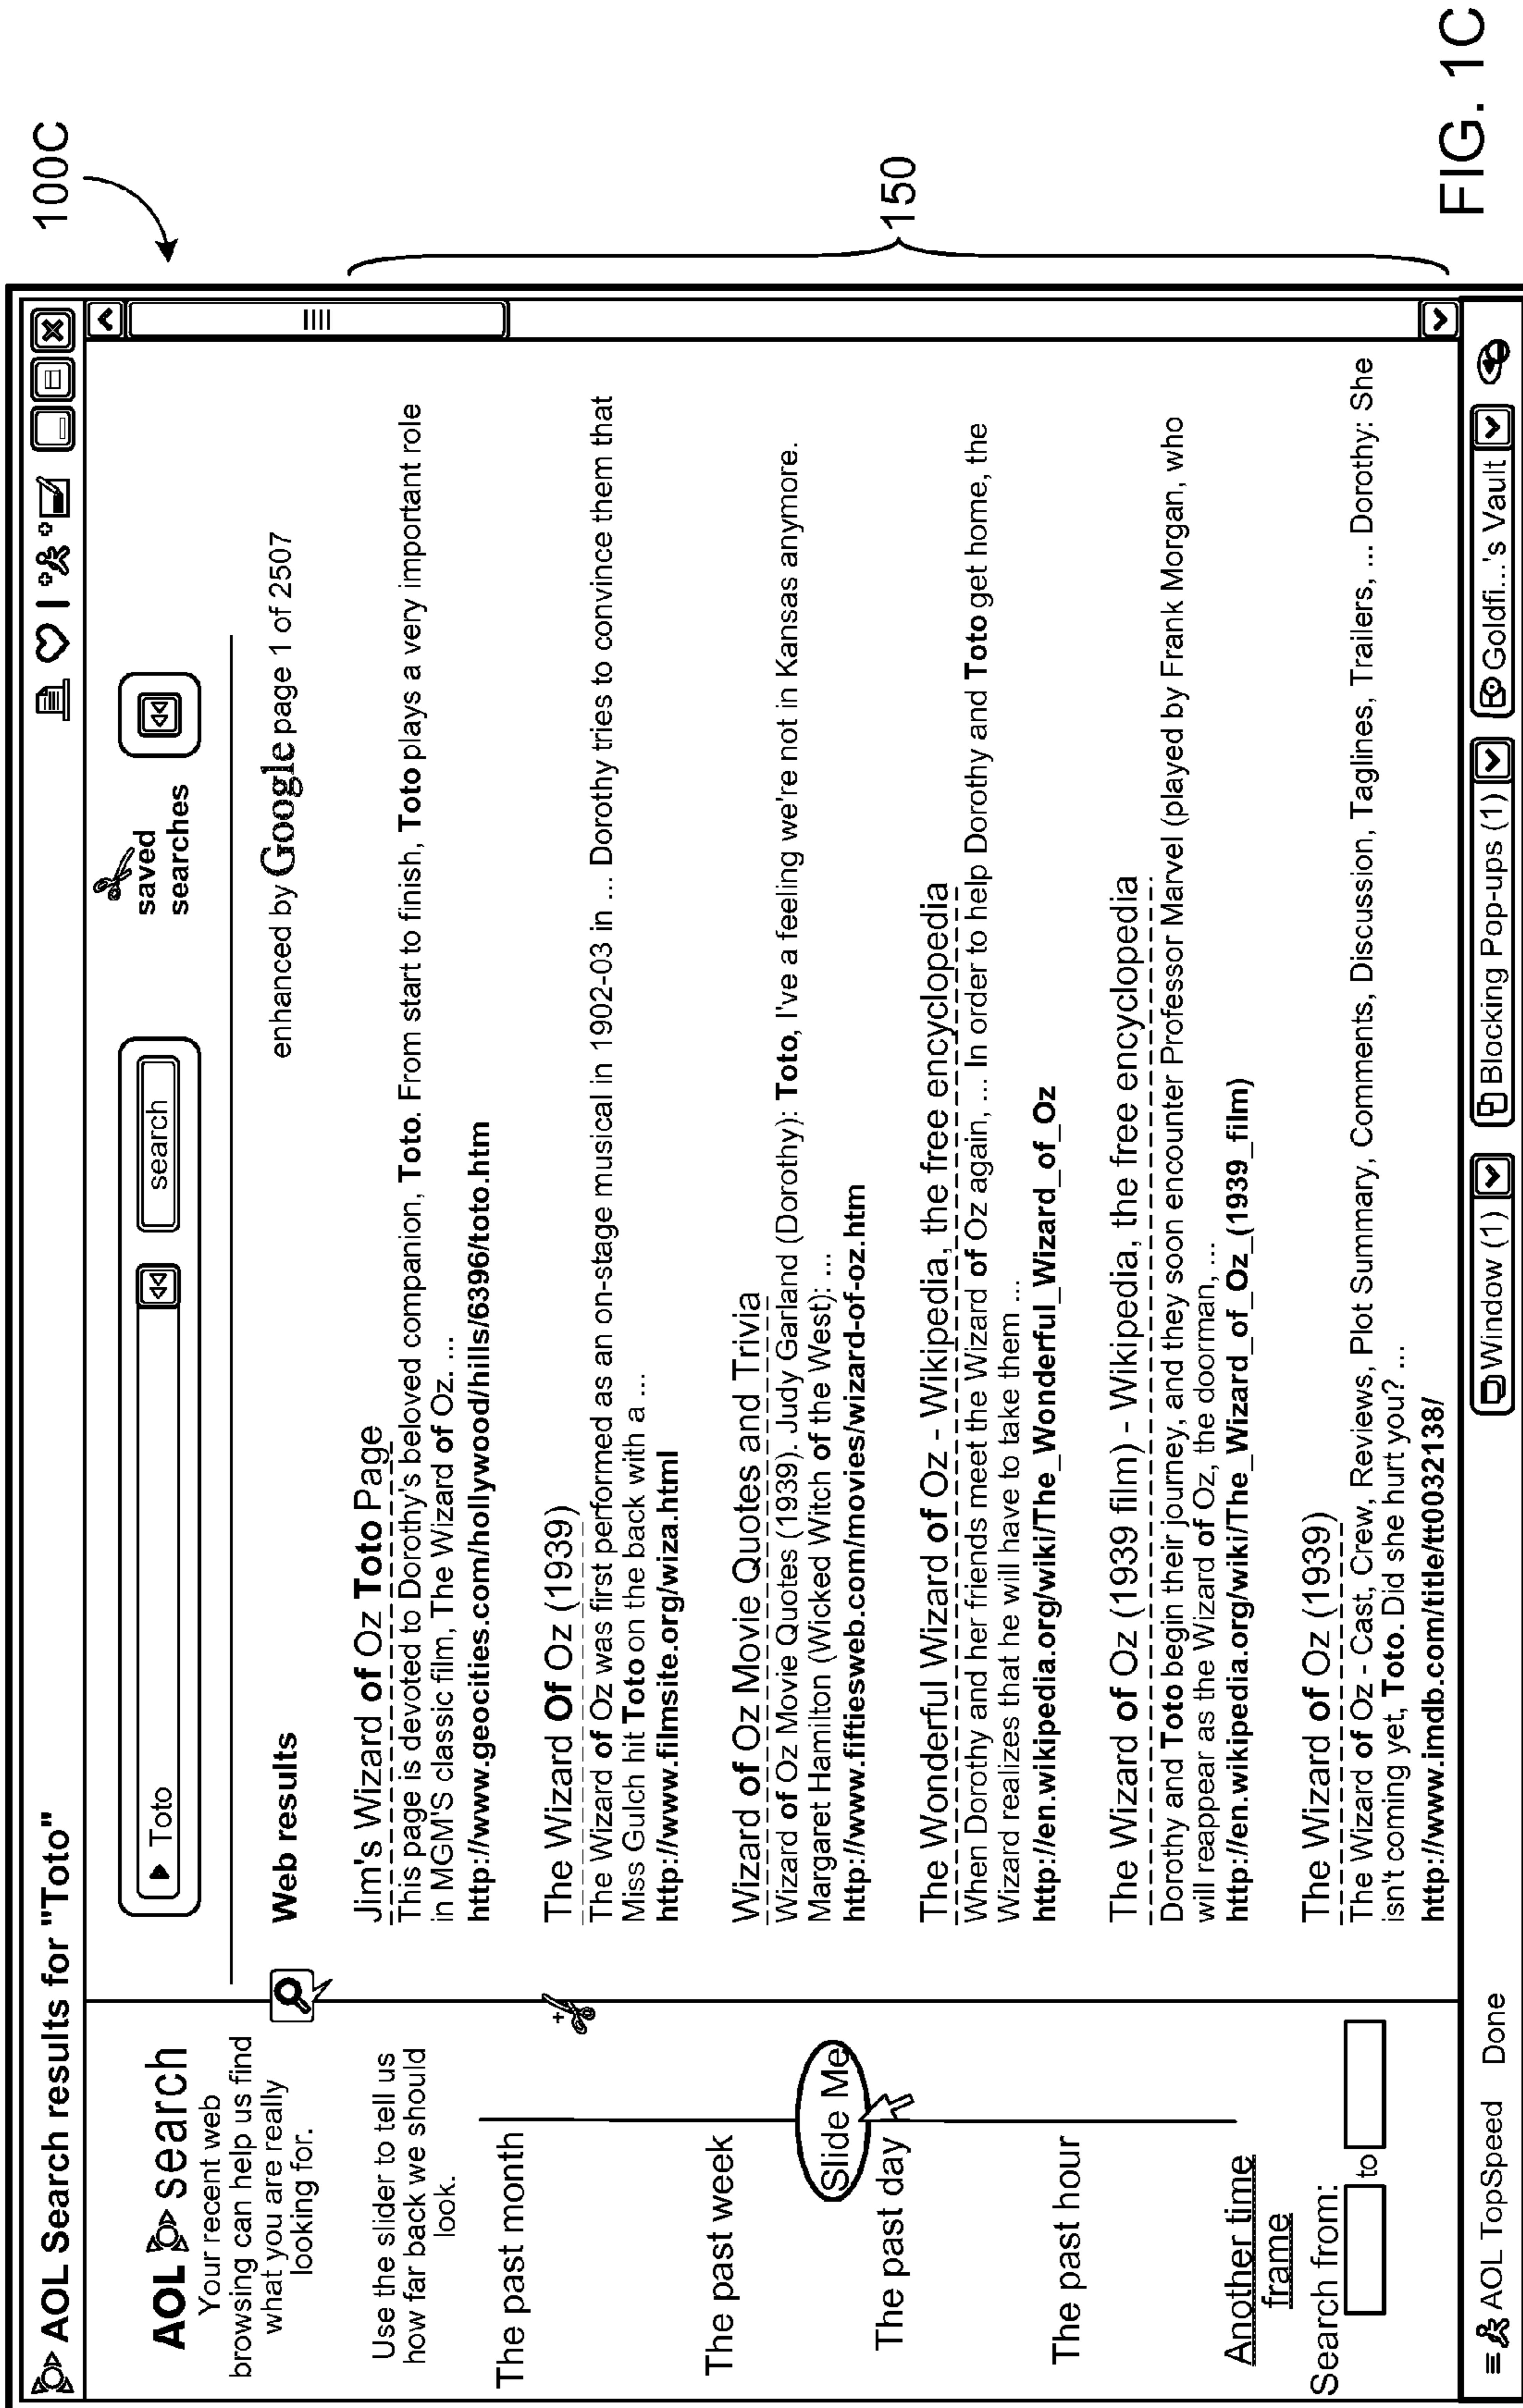 AOL Search results for "Toto"
100C
AOL search
Your recent web
browsing can help us find
what you are really
looking for.
Use the slider to tell us
how far back we should
look.
The past month
The past week
Slide Me
The past day
The past hour
Another time
frame
Search from:
to
Toto
search
saved
searches
Web results
enhanced by Google page 1 of 2507
Jim's Wizard of Oz Toto Page
This page is devoted to Dorothy's beloved companion, Toto. From start to finish, Toto plays a very important role
in MGM'S classic film, The Wizard of Oz. ...
http://www.geocities.com/hollywood/hills/6396/toto.htm
The Wizard Of Oz (1939)
The Wizard of Oz was first performed as an on-stage musical in 1902-03 in ... Dorothy tries to convince them that
Miss Gulch hit Toto on the back with a ...
http://www.filmsite.org/wiza.html
Wizard of Oz Movie Quotes and Trivia
Wizard of Oz Movie Quotes (1939). Judy Garland (Dorothy): Toto, I've a feeling we're not in Kansas anymore.
Margaret Hamilton (Wicked Witch of the West): ...
http://www.fiftiesweb.com/movies/wizard-of-oz.htm
The Wonderful Wizard of Oz - Wikipedia, the free encyclopedia
When Dorothy and her friends meet the Wizard of Oz again, ... In order to help Dorothy and Toto get home, the
Wizard realizes that he will have to take them ...
http://en.wikipedia.org/wiki/The_Wonderful_Wizard_of_Oz
The Wizard of Oz (1939 film) - Wikipedia, the free encyclopedia
Dorothy and Toto begin their journey, and they soon encounter Professor Marvel (played by Frank Morgan, who
will reappear as the Wizard of Oz, the doorman, ...
http://en.wikipedia.org/wiki/The_Wizard_of_Oz_(1939_film)
The Wizard of Oz (1939)
The Wizard of Oz - Cast, Crew, Reviews, Plot Summary, Comments, Discussion, Taglines, Trailers, ... Dorothy: She
isn't coming yet, Toto. Did she hurt you? ...
http://www.imdb.com/title/tt0032138/
150
AOL TopSpeed Done
Window (1)
Blocking Pop-ups (1)
Goldfi...'s Vault
FIG. 1C